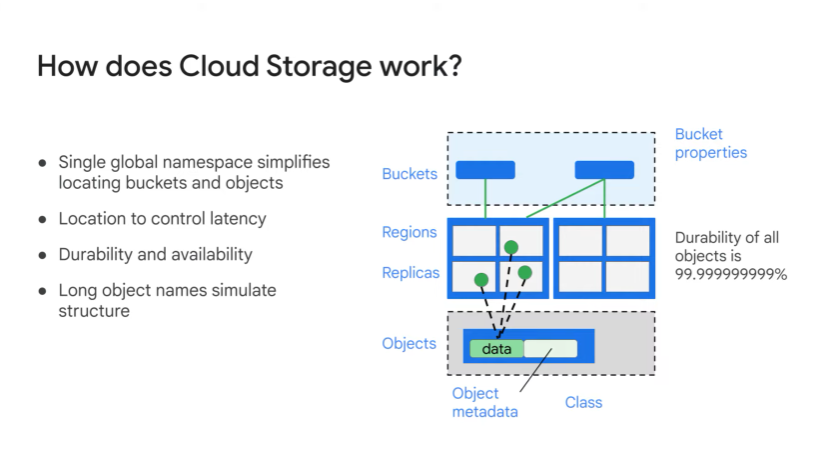 How does Cloud Storage work?
● Single global namespace simplifies
locating buckets and objects
● Location to control latency
● Durability and availability
● Long object names simulate
structure
Bucket
properties
Buckets
Regions
Replicas
Durability of all
objects is
99.999999999%
Objects
data
Object
metadata
Class